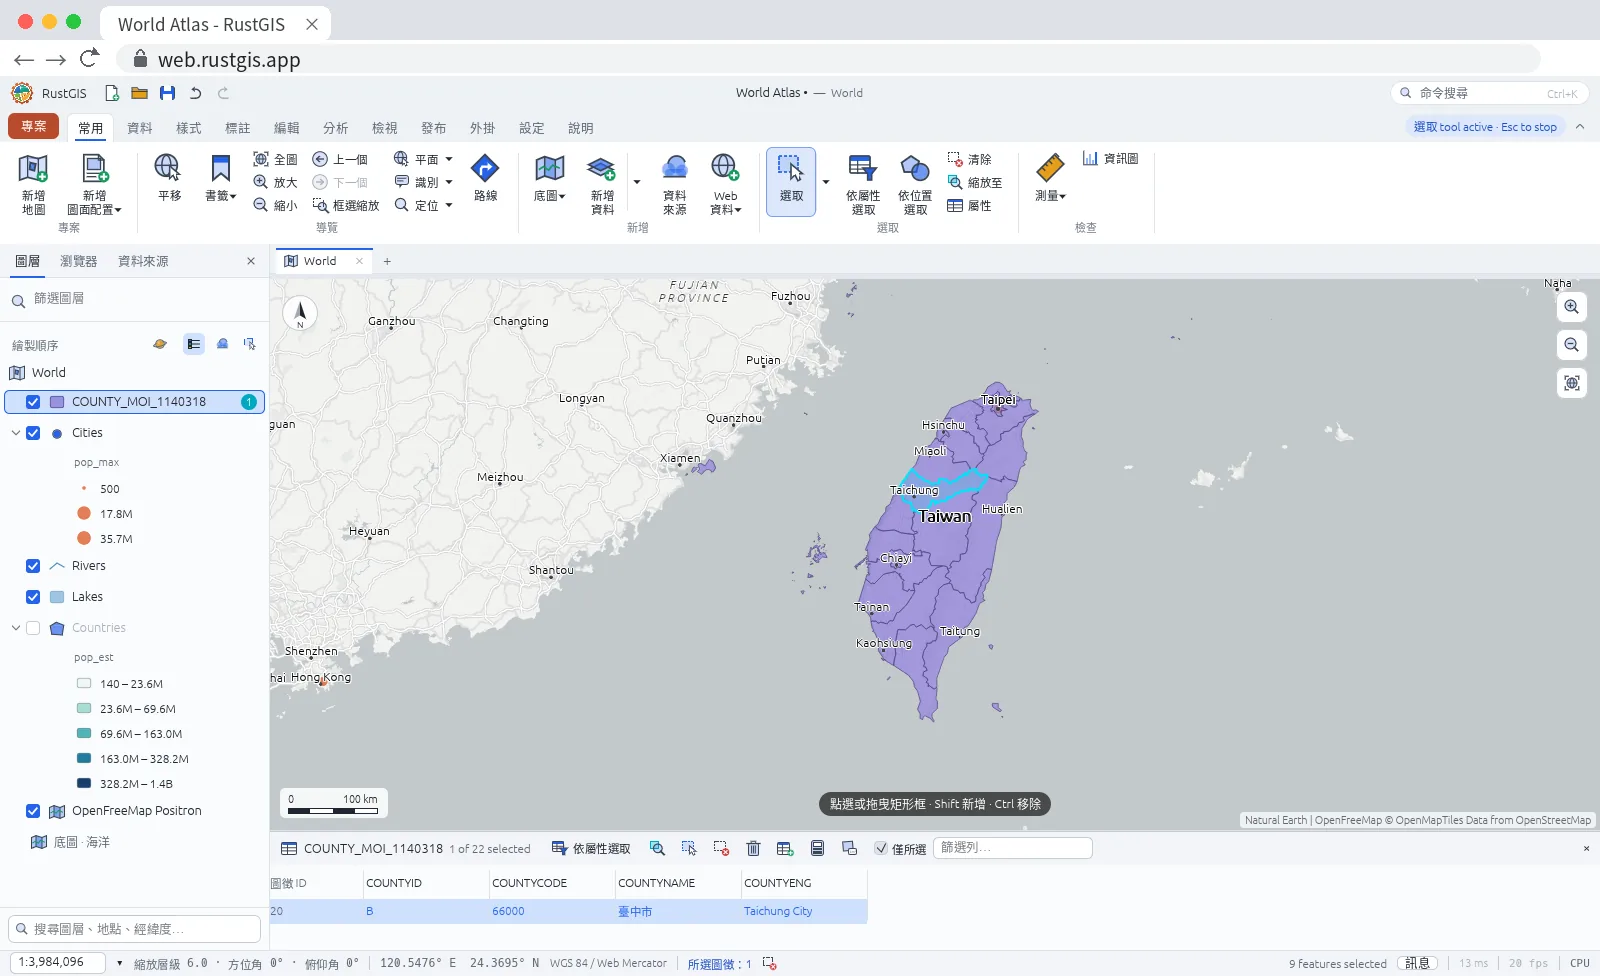 World Atlas - RustGIS
web.rustgis.app
RustGIS
World Atlas • — World
命令搜尋 Ctrl+K
專案 常用 資料 樣式 標註 編輯 分析 檢視 發布 外掛 設定 說明
選取 tool active · Esc to stop
新增
地圖
新增
圖面配置
專案
平移
書籤
全圖
放大
縮小
上一個
下一個
框選縮放
平面
識別
定位
路線
導覽
底圖
新增
資料
資料
來源
Web
資料
新增
選取
依屬性
選取
依位置
選取
清除
縮放至
屬性
選取
測量
資訊圖
檢查
圖層 瀏覽器 資料來源
篩選圖層
繪製順序
World
COUNTY_MOI_1140318 1
Cities
pop_max
500
17.8M
35.7M
Rivers
Lakes
Countries
pop_est
140 – 23.6M
23.6M – 69.6M
69.6M – 163.0M
163.0M – 328.2M
328.2M – 1.4B
OpenFreeMap Positron
底圖 · 海洋
搜尋圖層、地點、經緯度…
World
N
FUJIAN
PROVINCE
Fuzhou
Naha
Ganzhou
Changting
Putian
Longyan
Quanzhou
guan
Xiamen
Meizhou
Heyuan
Shantou
Shenzhen
hai
Hong Kong
Taipei
Hsinchu
Miaoli
Taichung
Taiwan
Hualien
Chiayi
Tainan
Taitung
Kaohsiung
0 100 km
點選或拖曳矩形框 · Shift 新增 · Ctrl 移除
Natural Earth | OpenFreeMap © OpenMapTiles Data from OpenStreetMap
COUNTY_MOI_1140318 1 of 22 selected 依屬性選取 僅所選 篩選列…
圖徵 ID COUNTYID COUNTYCODE COUNTYNAME COUNTYENG
20 B 66000 臺中市 Taichung City
1:3,984,096 縮放層級 6.0 · 方位角 0° · 俯仰角 0° 120.5476° E 24.3695° N WGS 84 / Web Mercator 所選圖徵：1
9 features selected 訊息 13 ms 20 fps CPU